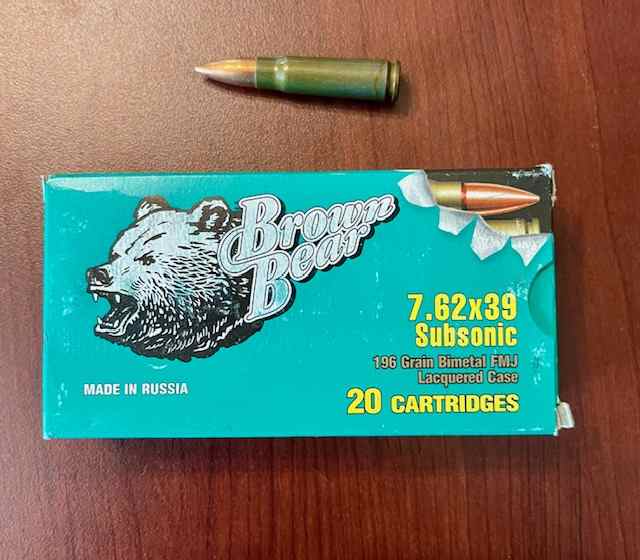 Brown
Bear
7.62x39
Subsonic
196 Grain Bimetal FMJ
Lacquered Case
MADE IN RUSSIA
20 CARTRIDGES